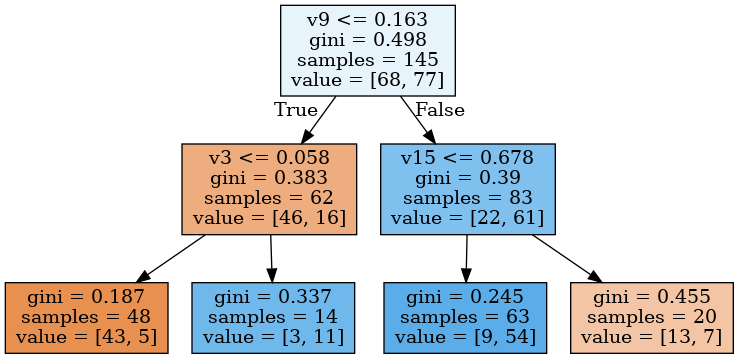 v9 <= 0.163
gini = 0.498
samples = 145
value = [68, 77]
True
False
v3 <= 0.058
gini = 0.383
samples = 62
value = [46, 16]
v15 <= 0.678
gini = 0.39
samples = 83
value = [22, 61]
gini = 0.187
samples = 48
value = [43, 5]
gini = 0.337
samples = 14
value = [3, 11]
gini = 0.245
samples = 63
value = [9, 54]
gini = 0.455
samples = 20
value = [13, 7]